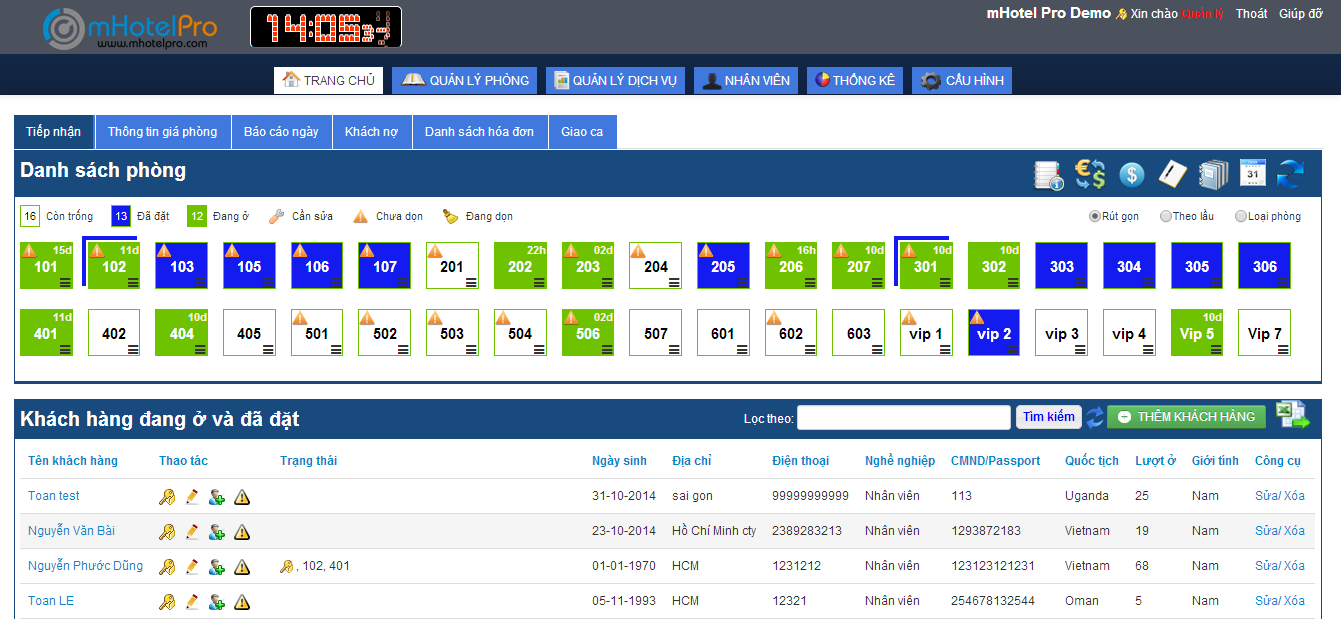 mHotelPro
www.mhotelpro.com
14:05:37
mHotel Pro Demo Xin chào Quản lý Thoát Giúp đỡ
TRANG CHỦ QUẢN LÝ PHÒNG QUẢN LÝ DỊCH VỤ NHÂN VIÊN THỐNG KÊ CẤU HÌNH
Tiếp nhận Thông tin giá phòng Báo cáo ngày Khách nợ Danh sách hóa đơn Giao ca
Danh sách phòng
31
16 Còn trống 13 Đã đặt 12 Đang ở Cần sửa Chưa dọn Đang dọn Rút gọn Theo lầu Loại phòng
15d 11d 22h 02d 16h 10d 10d 10d
101 102 103 105 106 107 201 202 203 204 205 206 207 301 302 303 304 305 306
11d 10d 02d 10d
401 402 404 405 501 502 503 504 506 507 601 602 603 vip 1 vip 2 vip 3 vip 4 Vip 5 Vip 7
Khách hàng đang ở và đã đặt Lọc theo: Tìm kiếm THÊM KHÁCH HÀNG
Tên khách hàng Thao tác Trạng thái Ngày sinh Địa chỉ Điện thoại Nghề nghiệp CMND/Passport Quốc tịch Lượt ở Giới tính Công cụ
Toan test 31-10-2014 sai gon 99999999999 Nhân viên 113 Uganda 25 Nam Sửa/ Xóa
Nguyễn Văn Bài 23-10-2014 Hồ Chí Minh cty 2389283213 Nhân viên 1293872183 Vietnam 19 Nam Sửa/ Xóa
Nguyễn Phước Dũng , 102, 401 01-01-1970 HCM 1231212 Nhân viên 123123121231 Vietnam 68 Nam Sửa/ Xóa
Toan LE 05-11-1993 HCM 12321 Nhân viên 254678132544 Oman 5 Nam Sửa/ Xóa